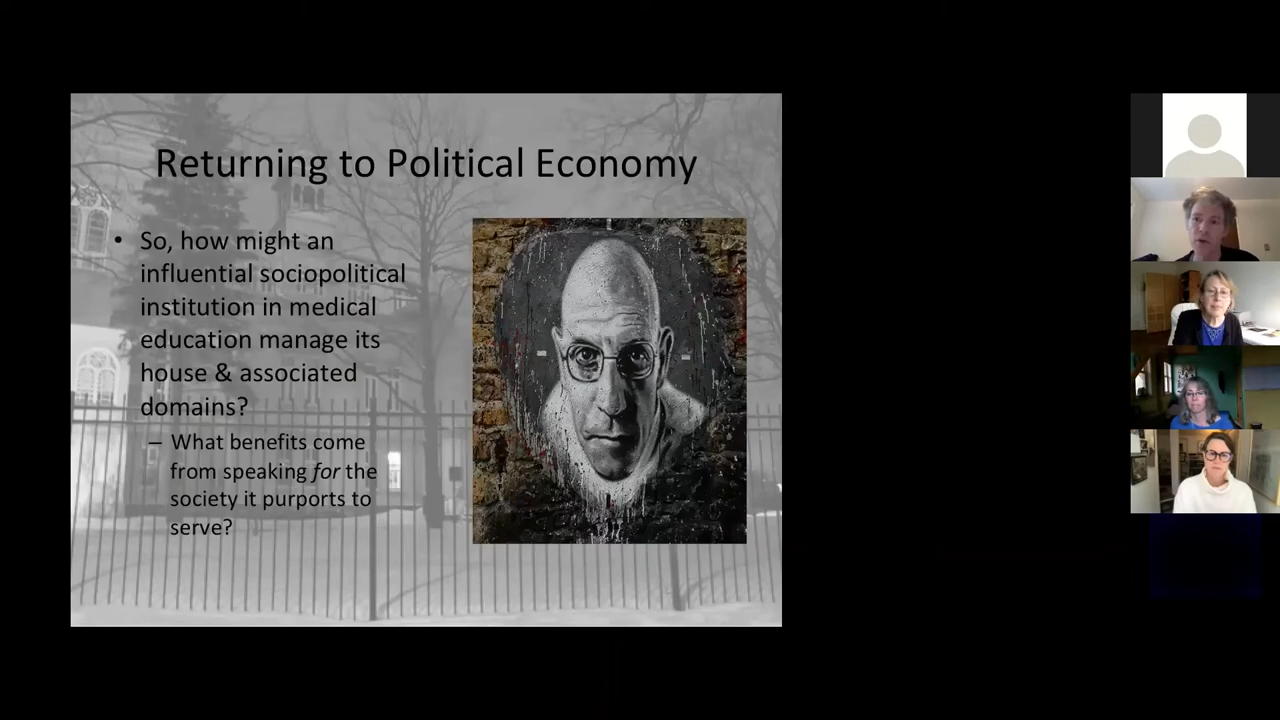 Returning to Political Economy
• So, how might an
influential sociopolitical
institution in medical
education manage its
house & associated
domains?
– What benefits come
from speaking for the
society it purports to
serve?